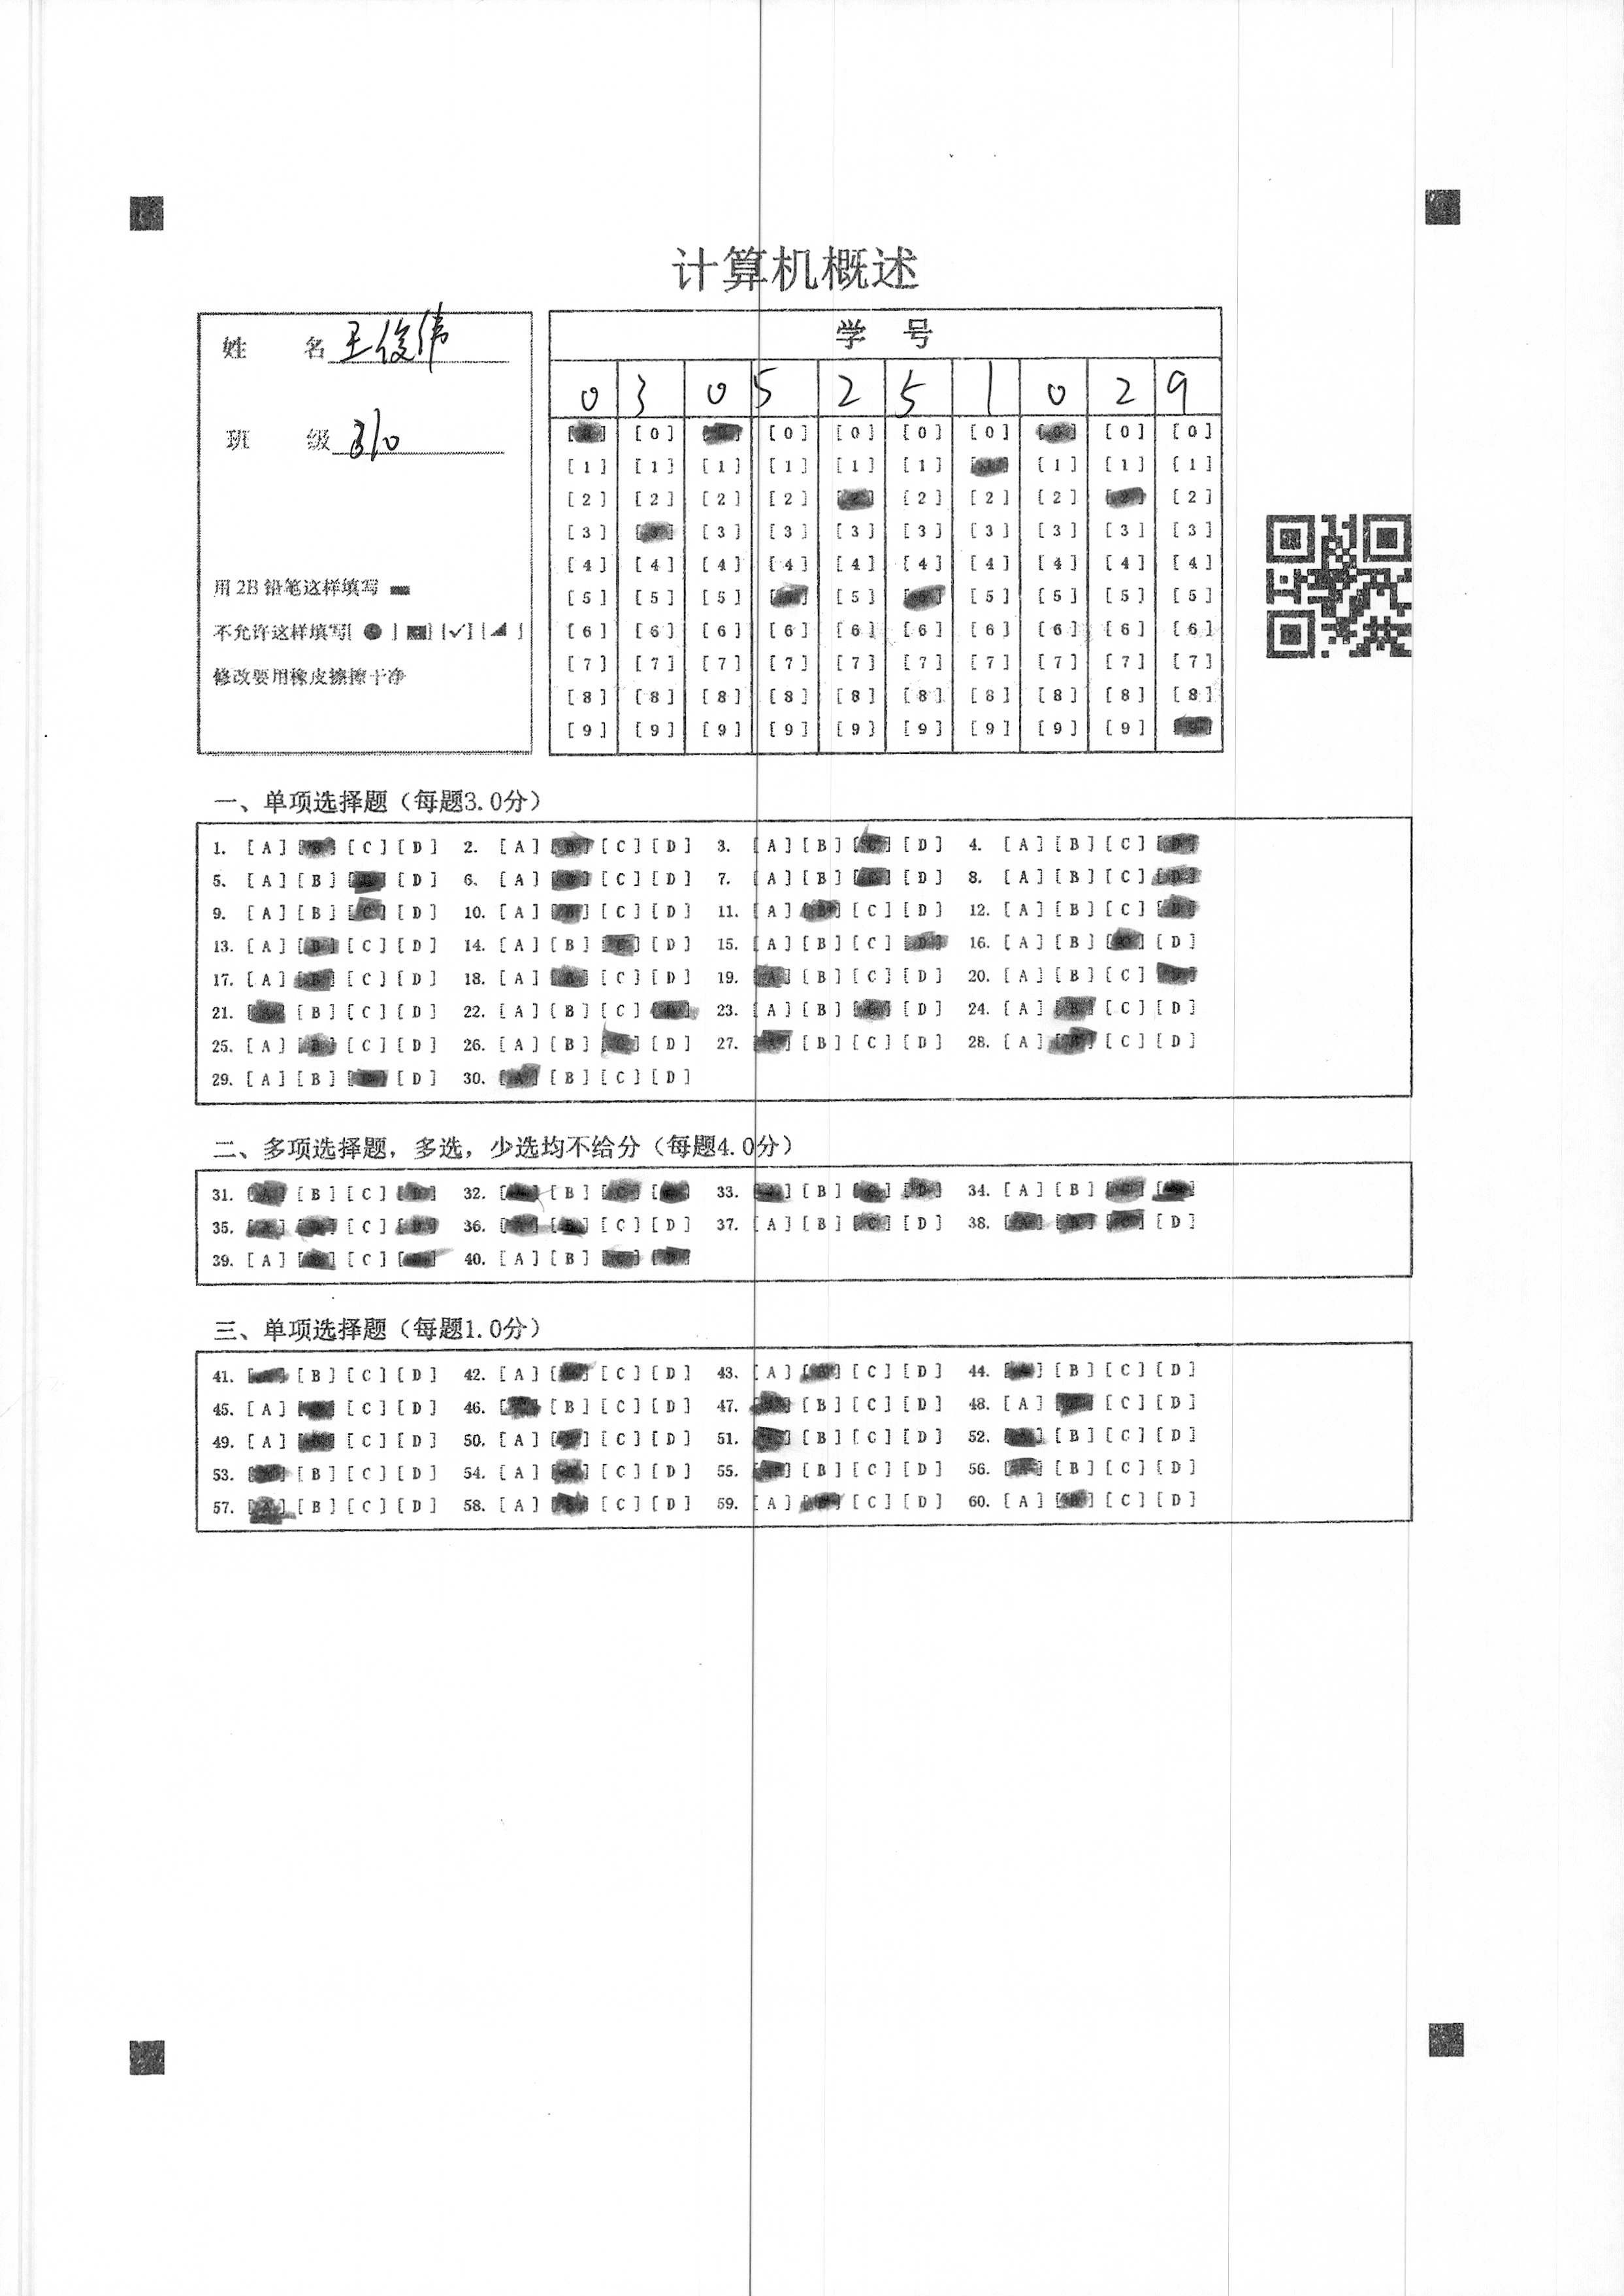 计算机概述
姓 名 王俊伟
班 级 310
用 2B 铅笔这样填写
不允许这样填写[ ● ] [■] [✓] [◢ ]
修改要用橡皮擦擦干净
学 号
0 3 0 5 2 5 1 0 2 9
[0] [0] [0] [0] [0] [0] [0] [0] [0] [0]
[1] [1] [1] [1] [1] [1] [1] [1] [1] [1]
[2] [2] [2] [2] [2] [2] [2] [2] [2] [2]
[3] [3] [3] [3] [3] [3] [3] [3] [3] [3]
[4] [4] [4] [4] [4] [4] [4] [4] [4] [4]
[5] [5] [5] [5] [5] [5] [5] [5] [5] [5]
[6] [6] [6] [6] [6] [6] [6] [6] [6] [6]
[7] [7] [7] [7] [7] [7] [7] [7] [7] [7]
[8] [8] [8] [8] [8] [8] [8] [8] [8] [8]
[9] [9] [9] [9] [9] [9] [9] [9] [9] [9]
一、单项选择题（每题3.0分）
1. [A] [B] [C] [D] 2. [A] [B] [C] [D] 3. [A] [B] [C] [D] 4. [A] [B] [C] [D]
5. [A] [B] [C] [D] 6. [A] [B] [C] [D] 7. [A] [B] [C] [D] 8. [A] [B] [C] [D]
9. [A] [B] [C] [D] 10. [A] [B] [C] [D] 11. [A] [B] [C] [D] 12. [A] [B] [C] [D]
13. [A] [B] [C] [D] 14. [A] [B] [C] [D] 15. [A] [B] [C] [D] 16. [A] [B] [C] [D]
17. [A] [B] [C] [D] 18. [A] [B] [C] [D] 19. [A] [B] [C] [D] 20. [A] [B] [C] [D]
21. [A] [B] [C] [D] 22. [A] [B] [C] [D] 23. [A] [B] [C] [D] 24. [A] [B] [C] [D]
25. [A] [B] [C] [D] 26. [A] [B] [C] [D] 27. [A] [B] [C] [D] 28. [A] [B] [C] [D]
29. [A] [B] [C] [D] 30. [A] [B] [C] [D]
二、多项选择题，多选，少选均不给分（每题4.0分）
31. [A] [B] [C] [D] 32. [A] [B] [C] [D] 33. [A] [B] [C] [D] 34. [A] [B] [C] [D]
35. [A] [B] [C] [D] 36. [A] [B] [C] [D] 37. [A] [B] [C] [D] 38. [A] [B] [C] [D]
39. [A] [B] [C] [D] 40. [A] [B] [C] [D]
三、单项选择题（每题1.0分）
41. [A] [B] [C] [D] 42. [A] [B] [C] [D] 43. [A] [B] [C] [D] 44. [A] [B] [C] [D]
45. [A] [B] [C] [D] 46. [A] [B] [C] [D] 47. [A] [B] [C] [D] 48. [A] [B] [C] [D]
49. [A] [B] [C] [D] 50. [A] [B] [C] [D] 51. [A] [B] [C] [D] 52. [A] [B] [C] [D]
53. [A] [B] [C] [D] 54. [A] [B] [C] [D] 55. [A] [B] [C] [D] 56. [A] [B] [C] [D]
57. [A] [B] [C] [D] 58. [A] [B] [C] [D] 59. [A] [B] [C] [D] 60. [A] [B] [C] [D]